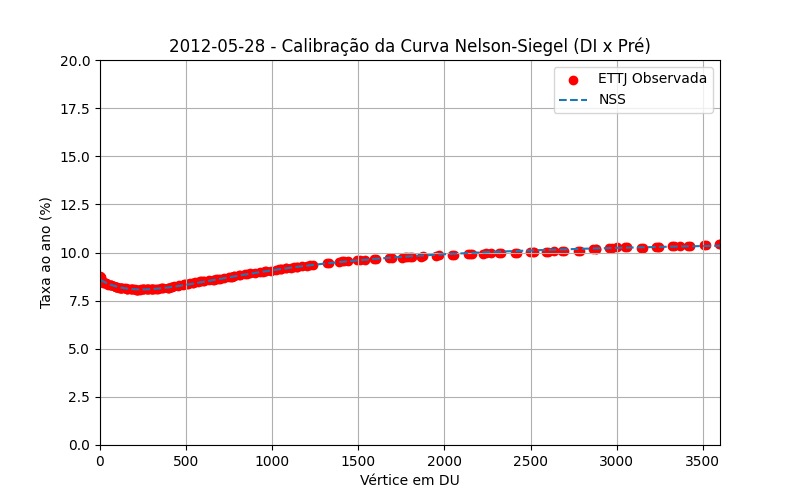 2012-05-28 - Calibração da Curva Nelson-Siegel (DI x Pré)
ETTJ Observada
NSS
Taxa ao ano (%)
20.0
17.5
15.0
12.5
10.0
7.5
5.0
2.5
0.0
0 500 1000 1500 2000 2500 3000 3500
Vértice em DU